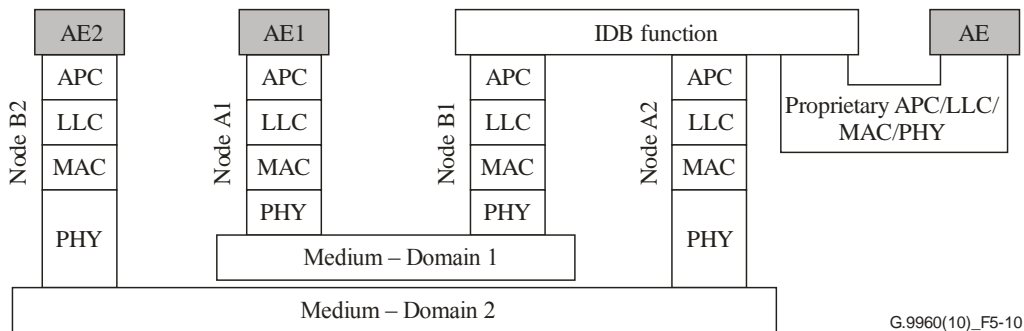 AE2
AE1
IDB function
AE
APC
APC
APC
APC
Proprietary APC/LLC/
MAC/PHY
Node B2
LLC
Node A1
LLC
Node B1
LLC
Node A2
LLC
MAC
MAC
MAC
MAC
PHY
PHY
PHY
PHY
Medium – Domain 1
Medium – Domain 2
G.9960(10)_F5-10